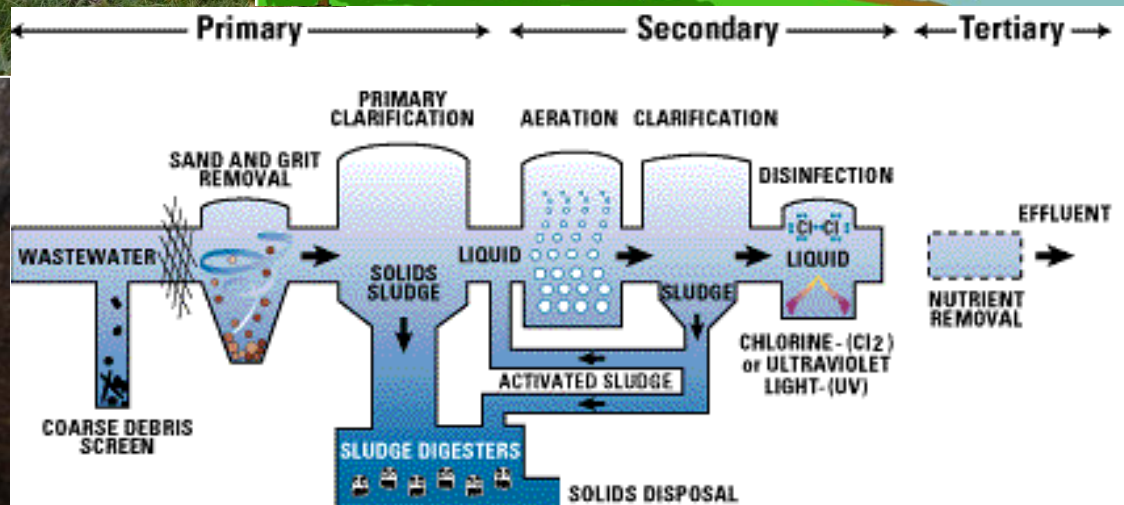 Primary
Secondary
Tertiary
PRIMARY
CLARIFICATION
AERATION
CLARIFICATION
SAND AND GRIT
REMOVAL
DISINFECTION
EFFLUENT
WASTEWATER
Cl-Cl
LIQUID
LIQUID
SOLIDS
SLUDGE
SLUDGE
NUTRIENT
REMOVAL
CHLORINE-(Cl2)
or ULTRAVIOLET
LIGHT-(UV)
ACTIVATED SLUDGE
COARSE DEBRIS
SCREEN
SLUDGE DIGESTERS
SOLIDS DISPOSAL